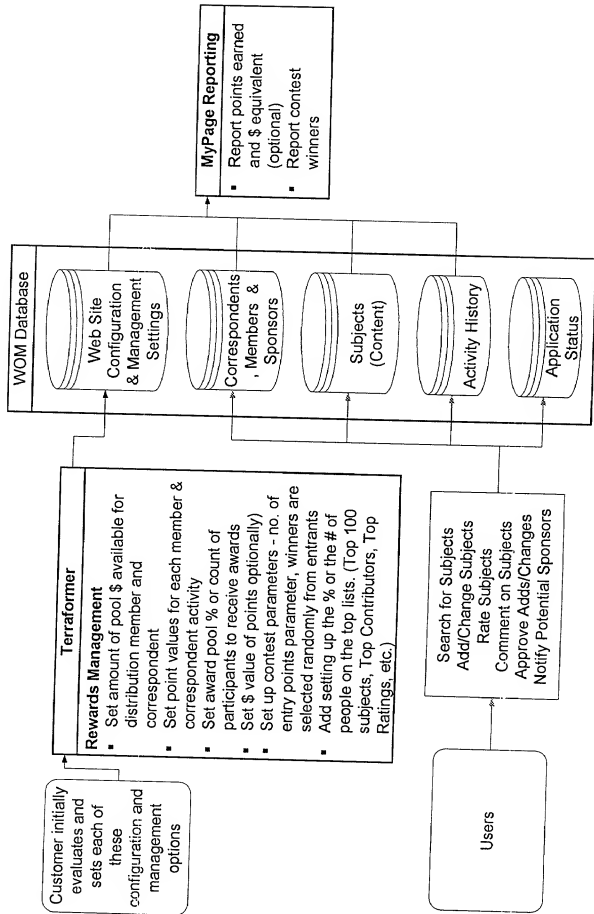 Customer initially
evaluates and
sets each of
these
configuration and
management
options
Terraformer
Rewards Management
▪ Set amount of pool $ available for
distribution member and
correspondent
▪ Set point values for each member &
correspondent activity
▪ Set award pool % or count of
participants to receive awards
▪ Set $ value of points optionally)
▪ Set up contest parameters - no. of
entry points parameter, winners are
selected randomly from entrants
▪ Add setting up the % or the # of
people on the top lists. (Top 100
subjects, Top Contributors, Top
Ratings, etc.)
Users
Search for Subjects
Add/Change Subjects
Rate Subjects
Comment on Subjects
Approve Adds/Changes
Notify Potential Sponsors
WOM Database
Web Site
Configuration
& Management
Settings
Correspondents
, Members &
Sponsors
Subjects
(Content)
Activity History
Application
Status
MyPage Reporting
▪ Report points earned
and $ equivalent
(optional)
▪ Report contest
winners